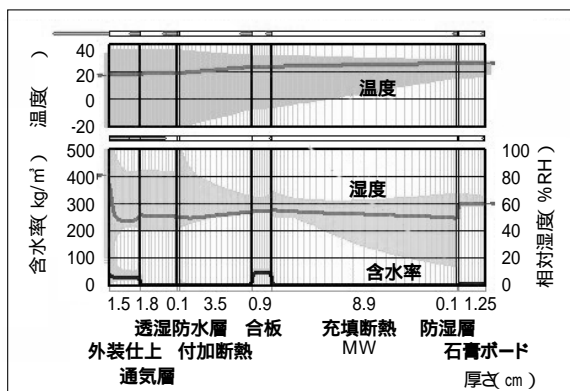 40
20
0
-20
温度(　)
温度
500
400
300
200
100
0
含水率(kg/㎥)
湿度
含水率
100
80
60
40
20
0
相対湿度(%RH)
1.5 1.8 0.1 3.5 0.9 8.9 0.1 1.25
透湿防水層 合板 充填断熱 防湿層
外装仕上 付加断熱 MW 石膏ボード
通気層 厚さ(cm)